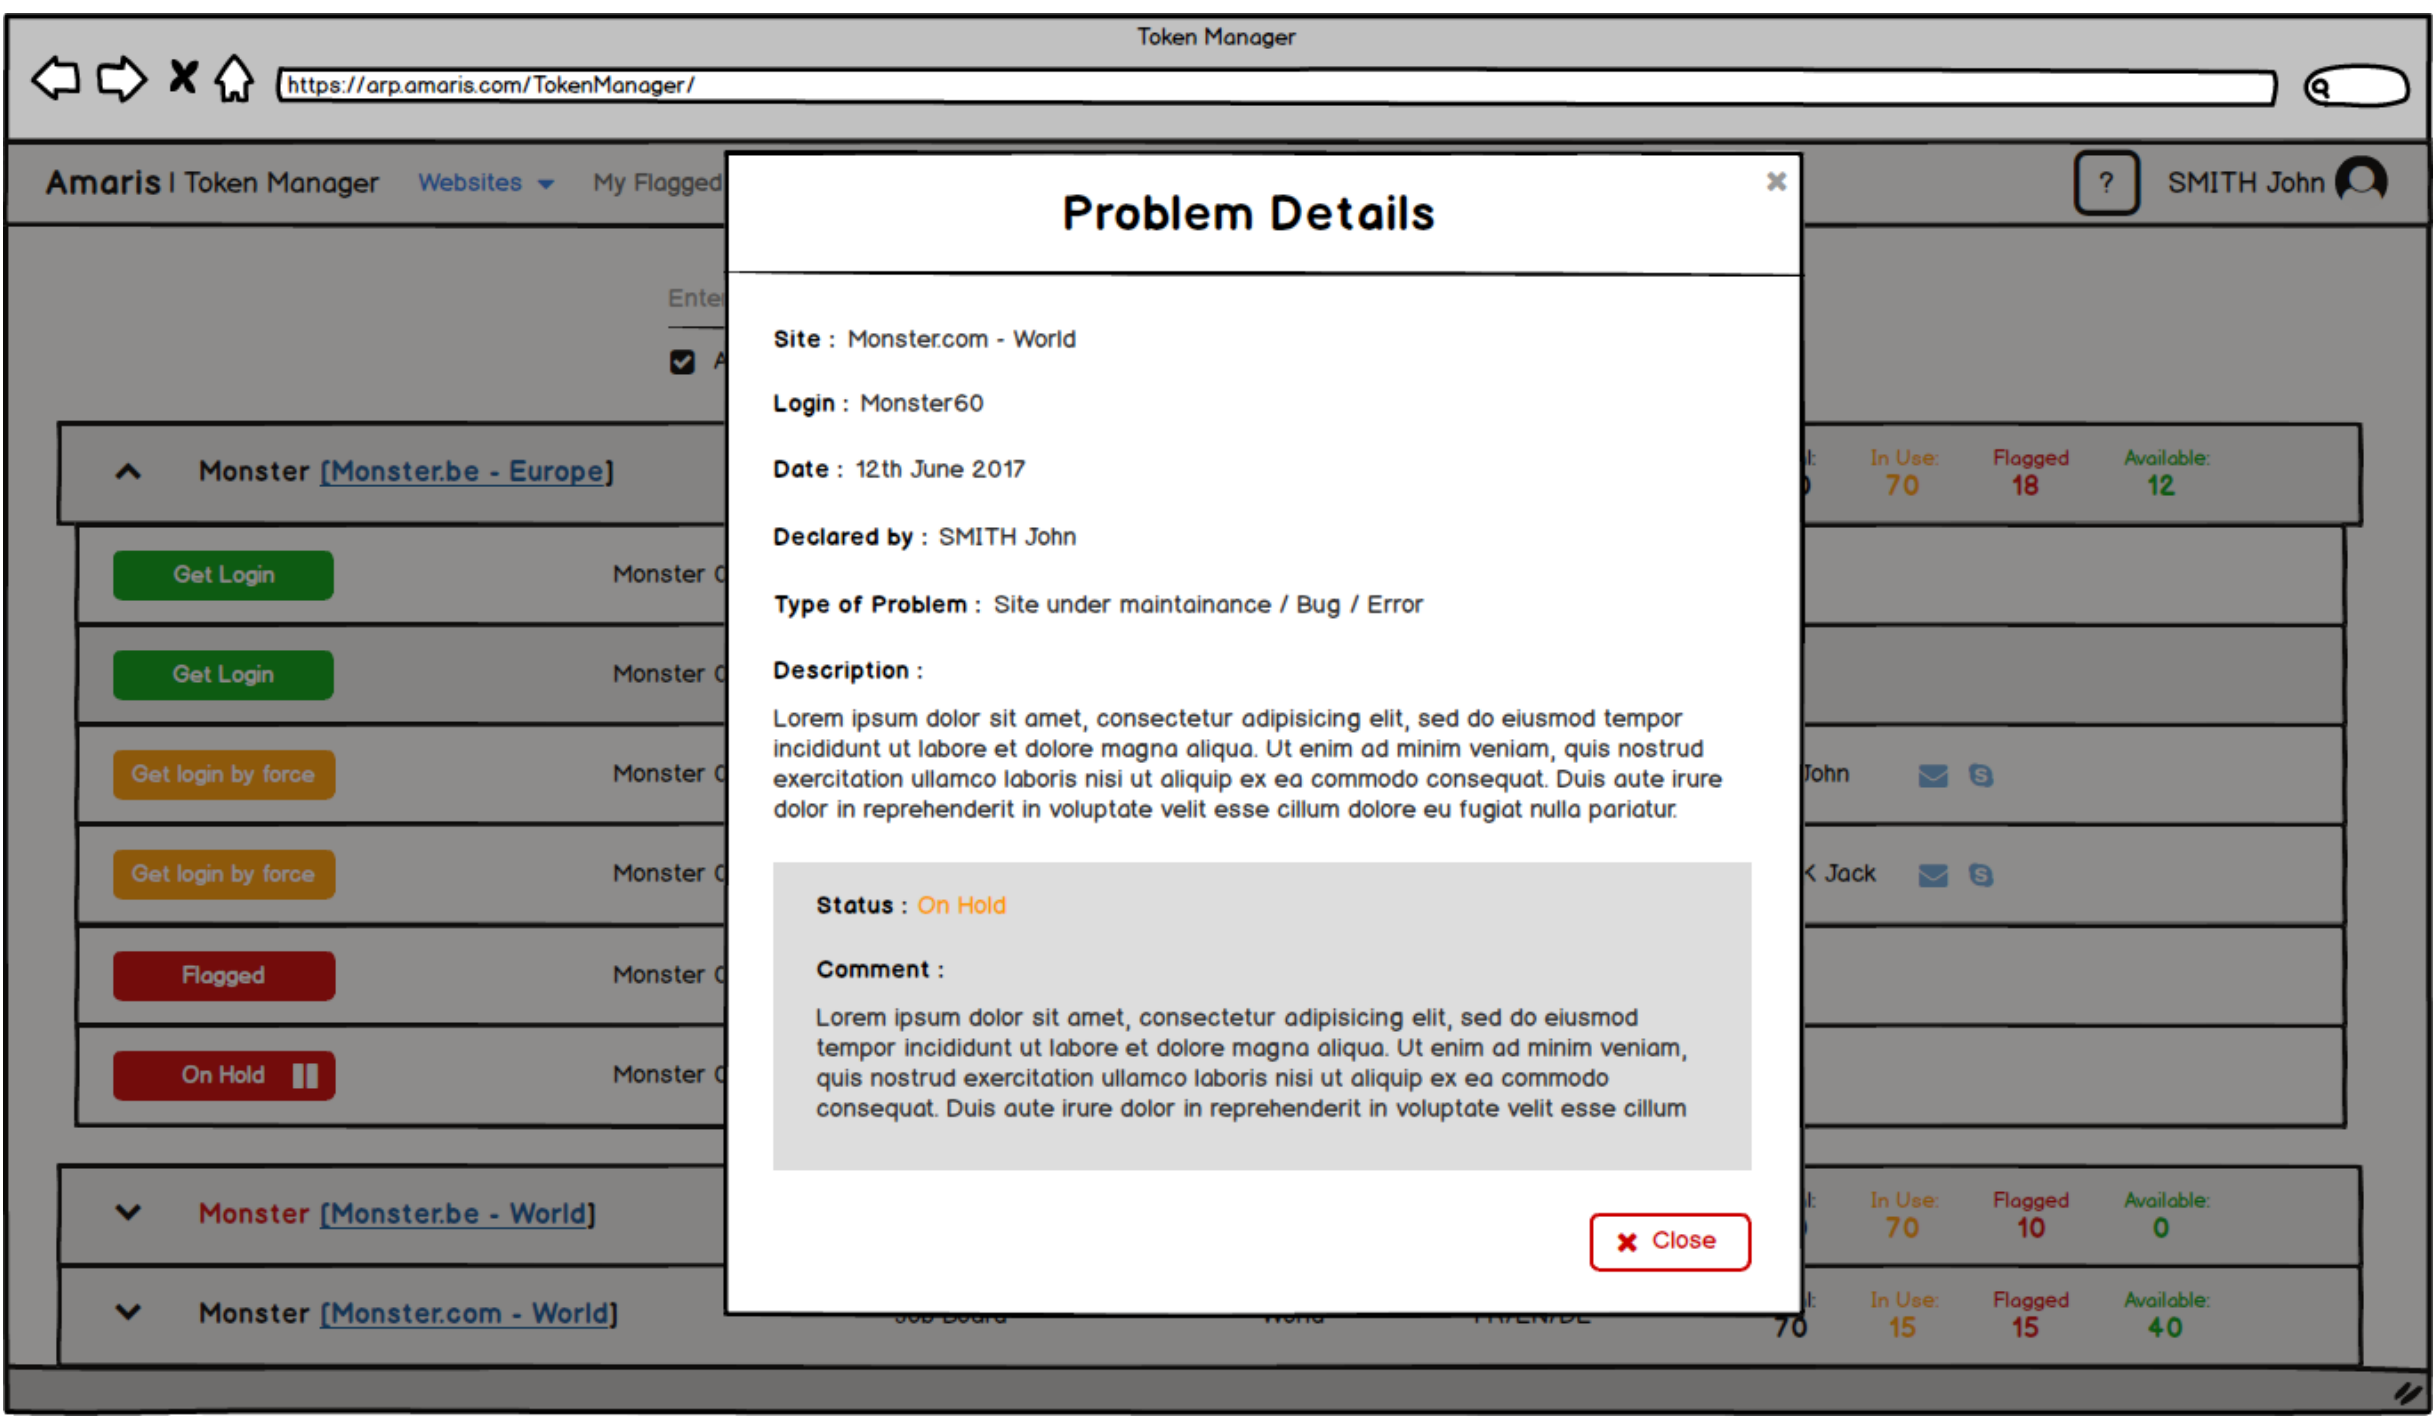 Token Manager
https://arp.amaris.com/TokenManager/
Amaris | Token Manager Websites My Flagged ? SMITH John
Problem Details
Site : Monster.com - World
Login : Monster60
Date : 12th June 2017
Declared by : SMITH John
Type of Problem : Site under maintainance / Bug / Error
Description :
Lorem ipsum dolor sit amet, consectetur adipisicing elit, sed do eiusmod tempor
incididunt ut labore et dolore magna aliqua. Ut enim ad minim veniam, quis nostrud
exercitation ullamco laboris nisi ut aliquip ex ea commodo consequat. Duis aute irure
dolor in reprehenderit in voluptate velit esse cillum dolore eu fugiat nulla pariatur.
Status : On Hold
Comment :
Lorem ipsum dolor sit amet, consectetur adipisicing elit, sed do eiusmod
tempor incididunt ut labore et dolore magna aliqua. Ut enim ad minim veniam,
quis nostrud exercitation ullamco laboris nisi ut aliquip ex ea commodo
consequat. Duis aute irure dolor in reprehenderit in voluptate velit esse cillum
Close
Monster [Monster.be - Europe] In Use: Flagged Available:
70 18 12
Get Login Monster
Get Login Monster
Get login by force Monster John
Get login by force Monster Jack
Flagged Monster
On Hold Monster
Monster [Monster.be - World] In Use: Flagged Available:
70 10 0
Monster [Monster.com - World] Job Board World FR/EN/DE In Use: Flagged Available:
70 15 15 40